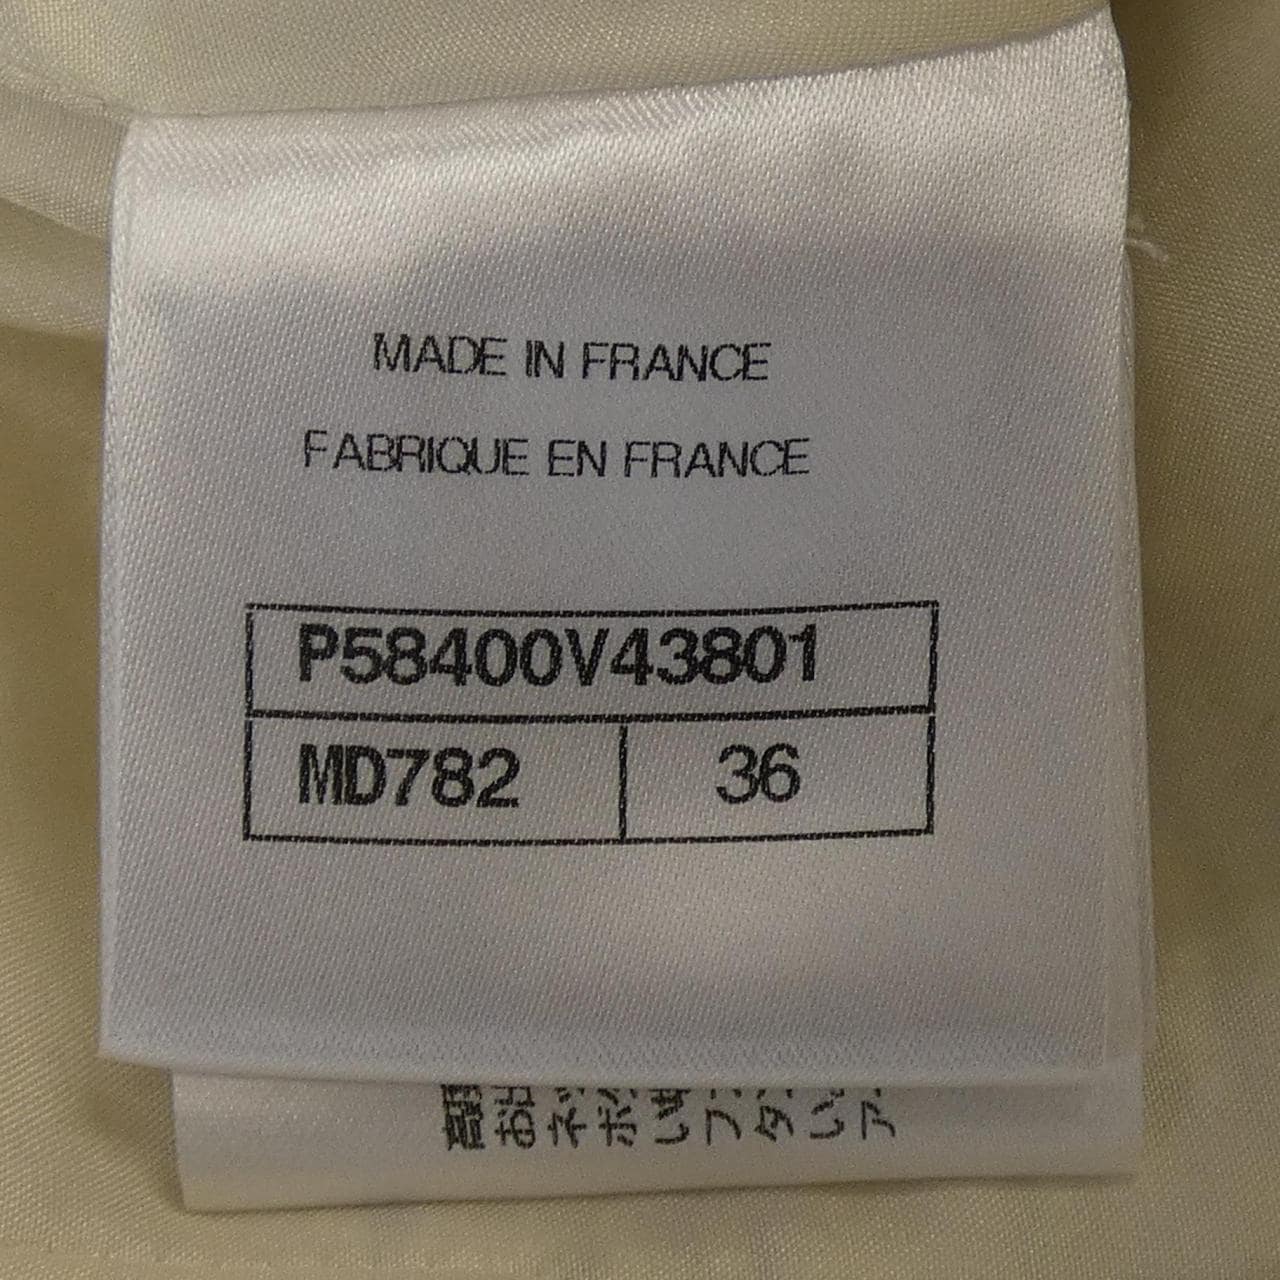 MADE IN FRANCE
FABRIQUE EN FRANCE
P58400V43801
MD782 36